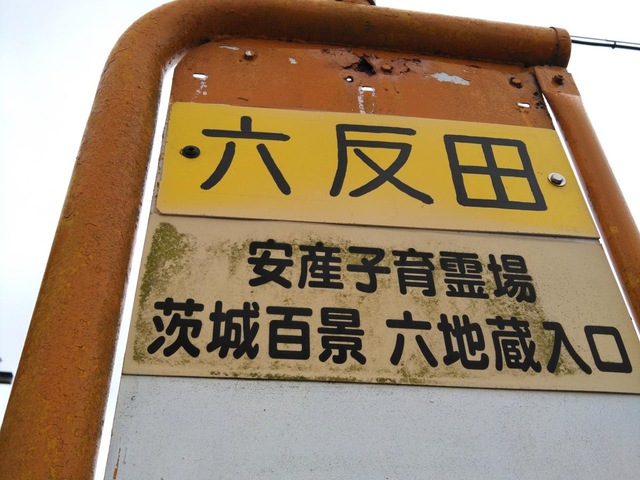 六反田
安産子育霊場
茨城百景 六地蔵入口